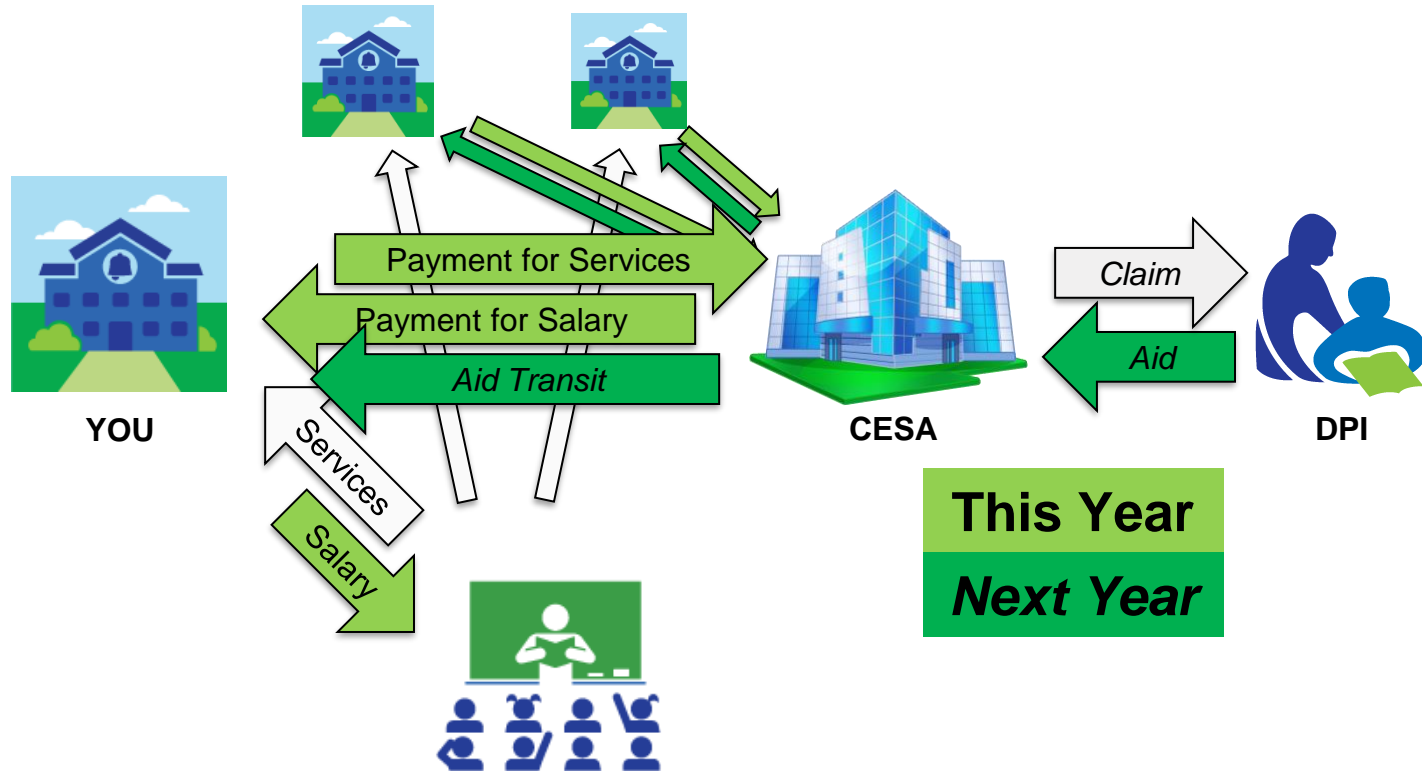 Payment for Services
Payment for Salary
Aid Transit
Claim
Aid
YOU
CESA
DPI
Services
Salary
This Year
Next Year